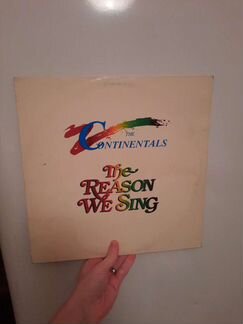 THE
CONTINENTALS
The
REASON
WE SING